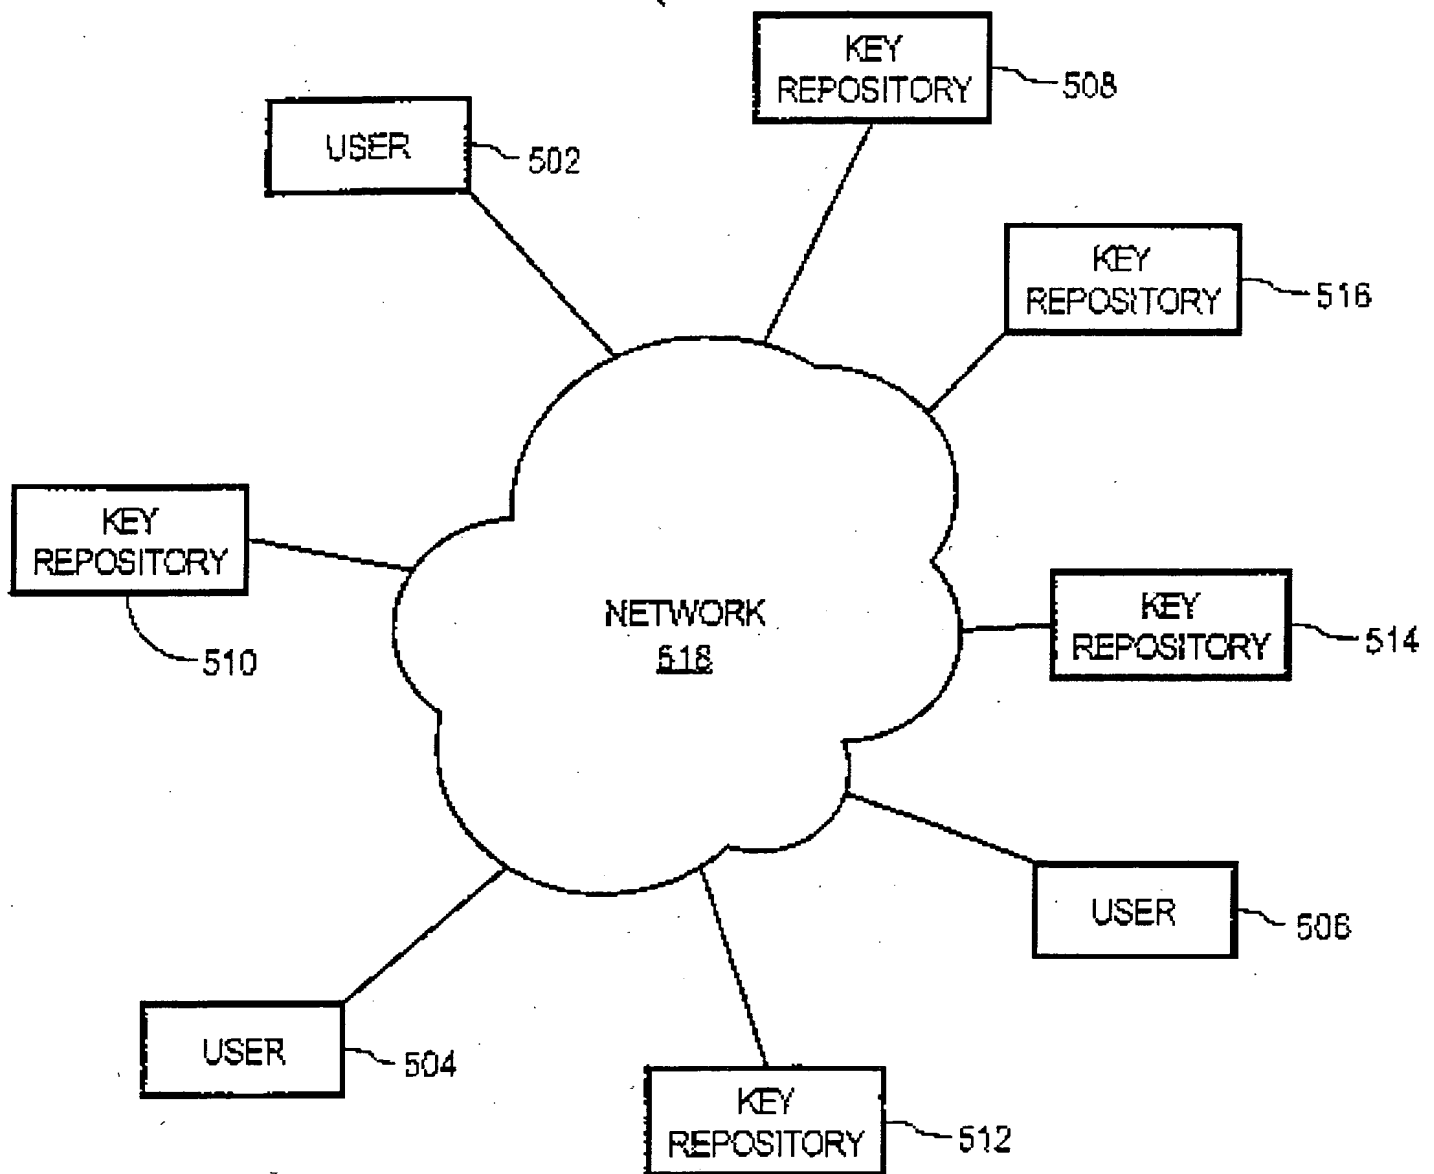 KEY
REPOSITORY
508
USER
502
KEY
REPOSITORY
516
KEY
REPOSITORY
510
NETWORK
518
KEY
REPOSITORY
514
USER
506
USER
504
KEY
REPOSITORY
512